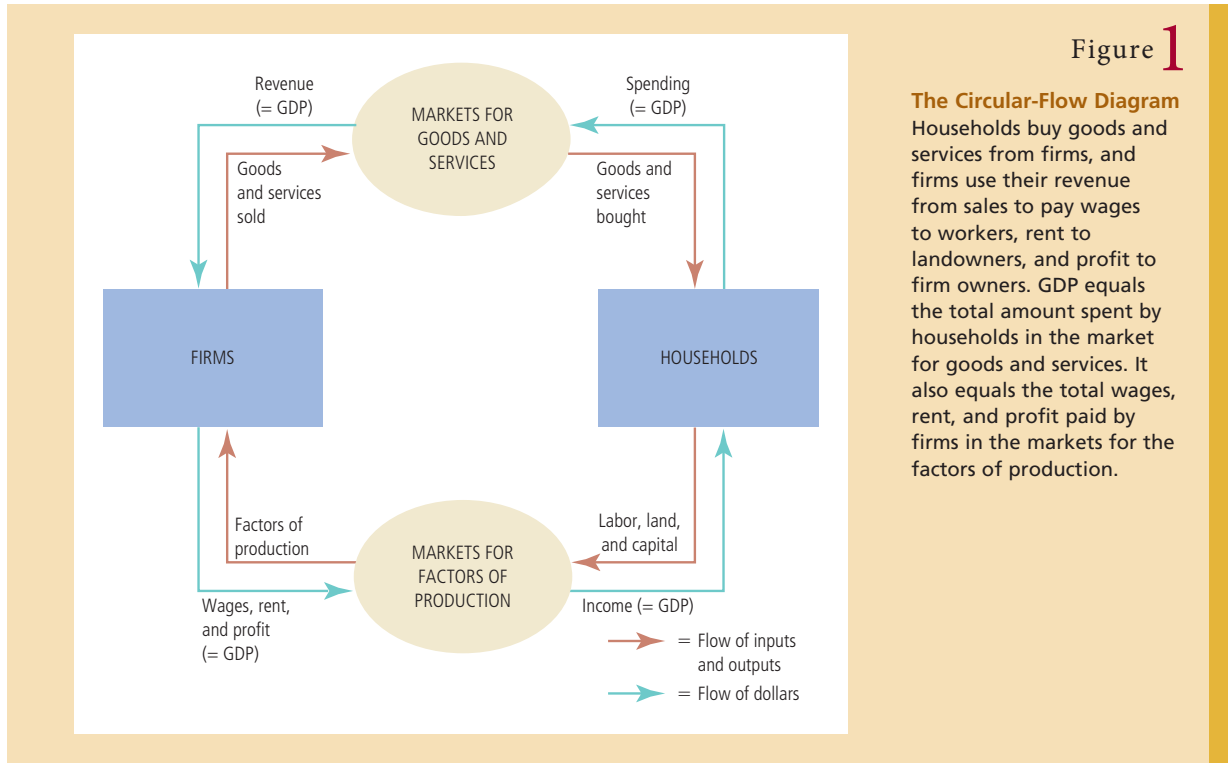 Figure 1
The Circular-Flow Diagram
Households buy goods and
services from firms, and
firms use their revenue
from sales to pay wages
to workers, rent to
landowners, and profit to
firm owners. GDP equals
the total amount spent by
households in the market
for goods and services. It
also equals the total wages,
rent, and profit paid by
firms in the markets for the
factors of production.
Revenue
(= GDP)
MARKETS FOR
GOODS AND
SERVICES
Spending
(= GDP)
Goods
and services
sold
Goods and
services
bought
FIRMS
HOUSEHOLDS
Factors of
production
MARKETS FOR
FACTORS OF
PRODUCTION
Labor, land,
and capital
Wages, rent,
and profit
(= GDP)
Income (= GDP)
= Flow of inputs
and outputs
= Flow of dollars